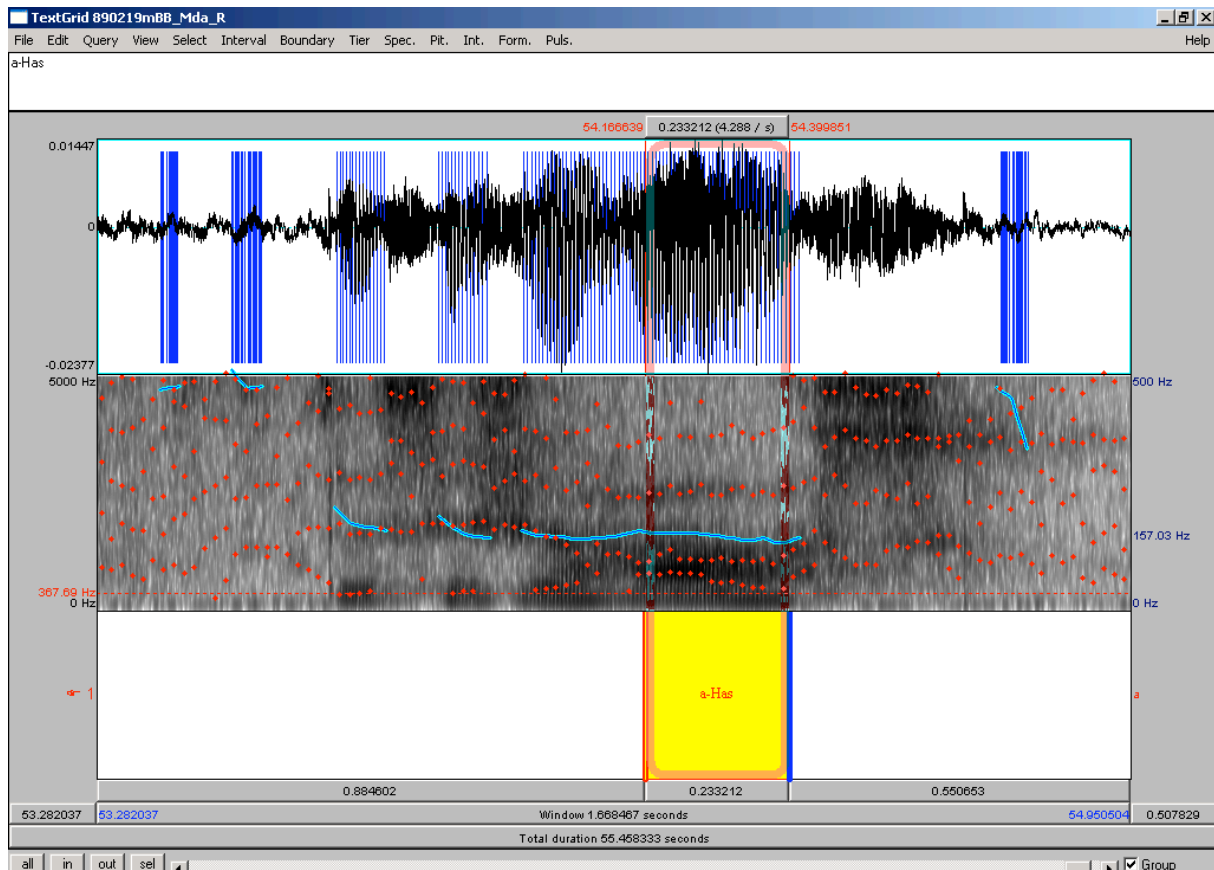 TextGrid 890219mBB_Mda_R
File Edit Query View Select Interval Boundary Tier Spec. Pit. Int. Form. Puls. Help
a-Has
54.166639 0.233212 (4.288 / s) 54.399851
0.01447
0
-0.02377
5000 Hz 500 Hz
157.03 Hz
367.69 Hz
0 Hz 0 Hz
1 a-Has a
0.884602 0.233212 0.550653
53.282037 53.282037 Window 1.668467 seconds 54.950504 0.507829
Total duration 55.458333 seconds
all in out sel Group